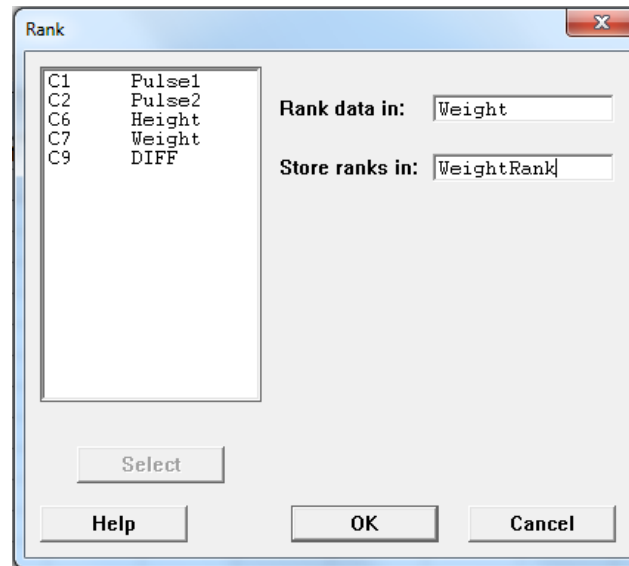 Rank
C1 Pulse1
C2 Pulse2
C6 Height
C7 Weight
C9 DIFF
Rank data in: Weight
Store ranks in: WeightRank
Select
Help OK Cancel